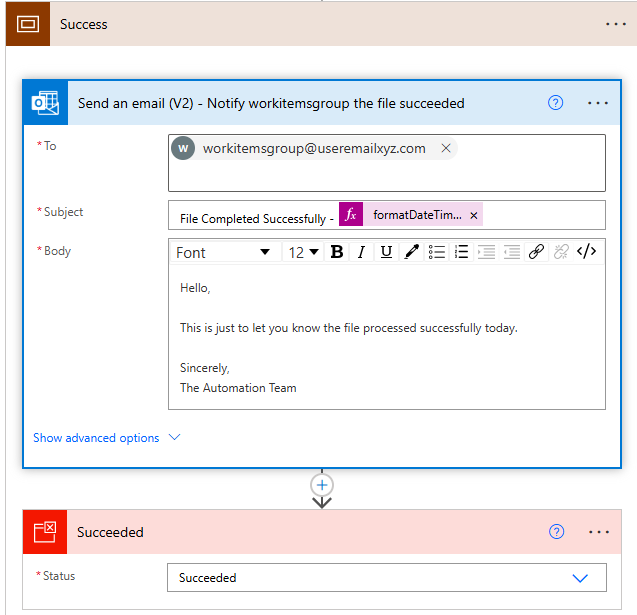 Success
Send an email (V2) - Notify workitemsgroup the file succeeded
* To
W workitemsgroup@useremailxyz.com
* Subject
File Completed Successfully - fx formatDateTim...
* Body
Font 12 B I U </>
Hello,
This is just to let you know the file processed successfully today.
Sincerely,
The Automation Team
Show advanced options
Succeeded
* Status
Succeeded